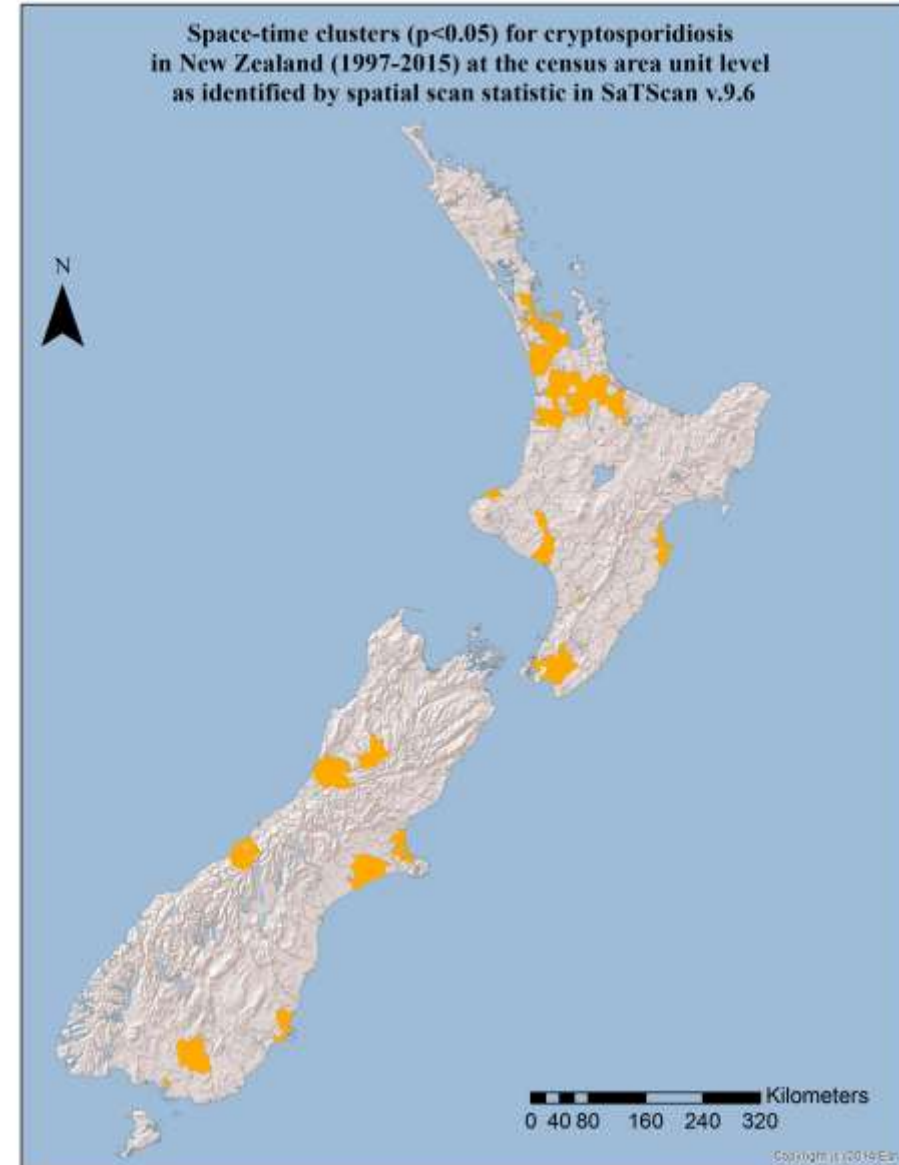 Space-time clusters (p<0.05) for cryptosporidiosis
in New Zealand (1997-2015) at the census area unit level
as identified by spatial scan statistic in SaTScan v.9.6
N
Kilometers
0 40 80 160 240 320
Copyright